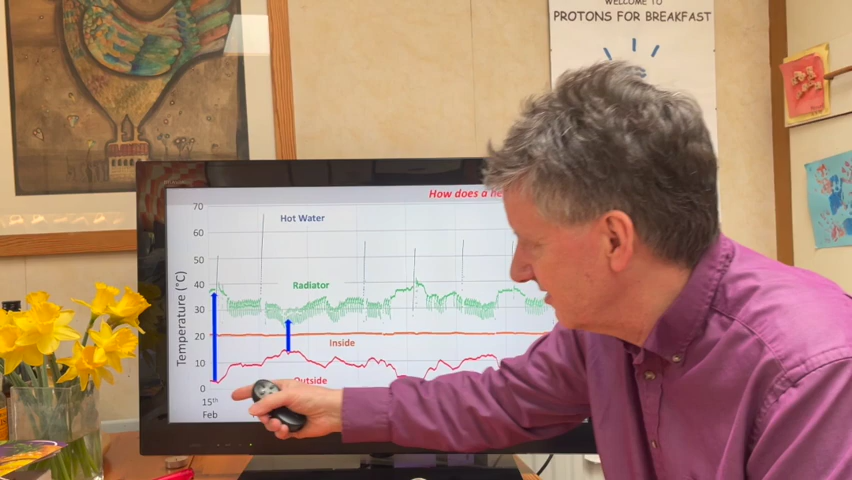 WELCOME TO
PROTONS FOR BREAKFAST
How does a
70
60
50
40
30
20
10
0
Temperature (°C)
Hot Water
Radiator
Inside
Outside
15th
Feb